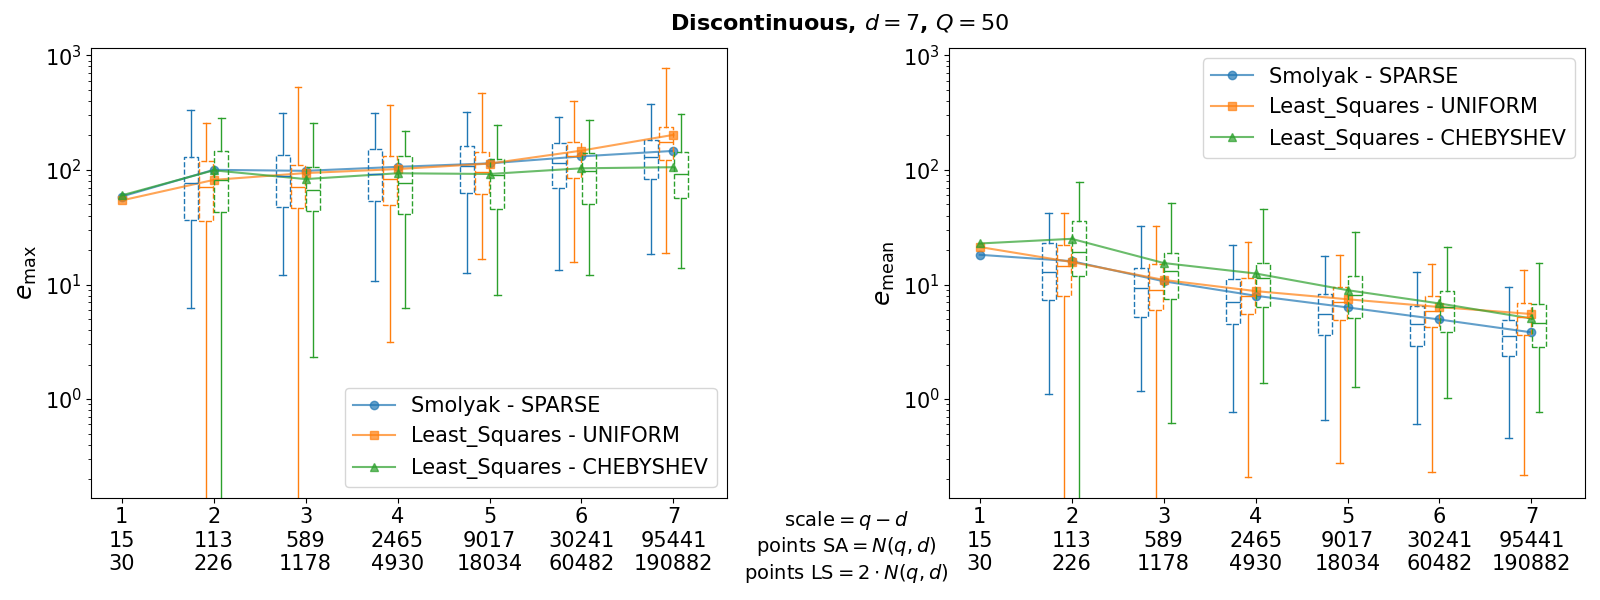 Discontinuous, d = 7, Q = 50
10³
10²
10¹
10⁰
e_max
Smolyak - SPARSE
Least_Squares - UNIFORM
Least_Squares - CHEBYSHEV
1 2 3 4 5 6 7
15 113 589 2465 9017 30241 95441
30 226 1178 4930 18034 60482 190882
scale = q − d
points SA = N(q, d)
points LS = 2 · N(q, d)
10³
10²
10¹
10⁰
e_mean
Smolyak - SPARSE
Least_Squares - UNIFORM
Least_Squares - CHEBYSHEV
1 2 3 4 5 6 7
15 113 589 2465 9017 30241 95441
30 226 1178 4930 18034 60482 190882